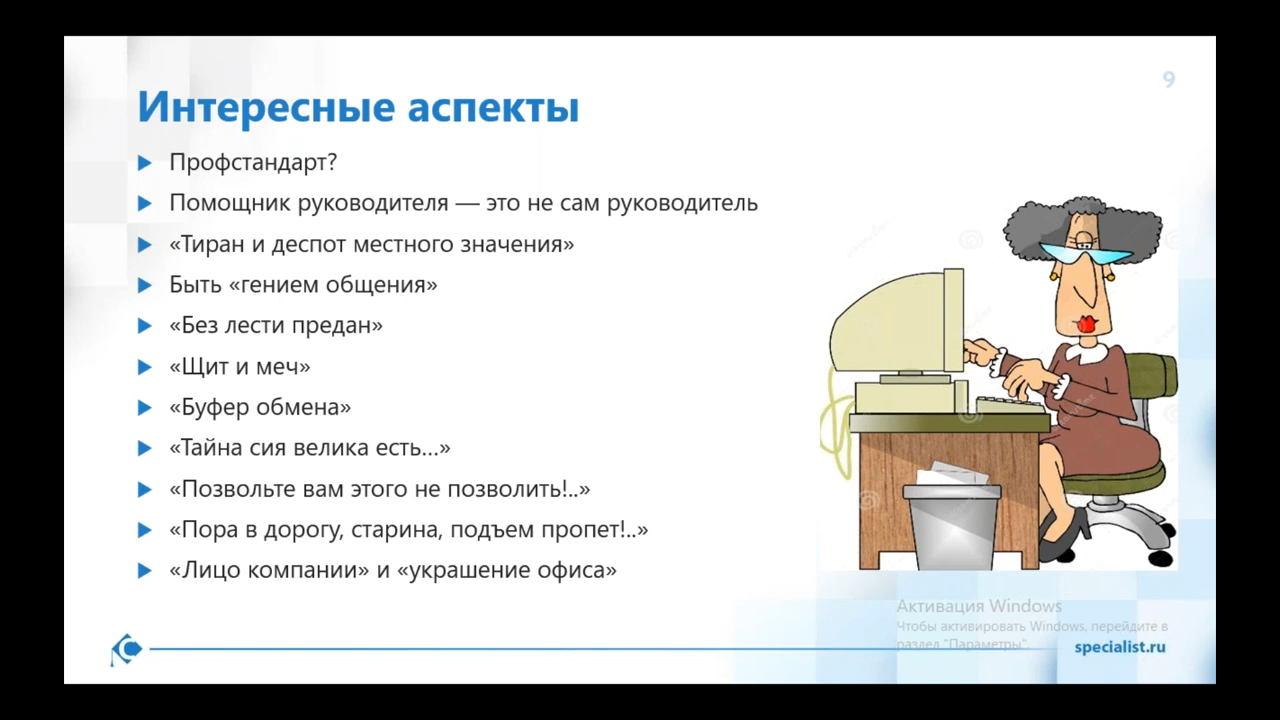 9
Интересные аспекты
Профстандарт?
Помощник руководителя — это не сам руководитель
«Тиран и деспот местного значения»
Быть «гением общения»
«Без лести предан»
«Щит и меч»
«Буфер обмена»
«Тайна сия велика есть...»
«Позвольте вам этого не позволить!..»
«Пора в дорогу, старина, подъем пропет!..»
«Лицо компании» и «украшение офиса»
Активация Windows
Чтобы активировать Windows, перейдите в
раздел "Параметры".
specialist.ru